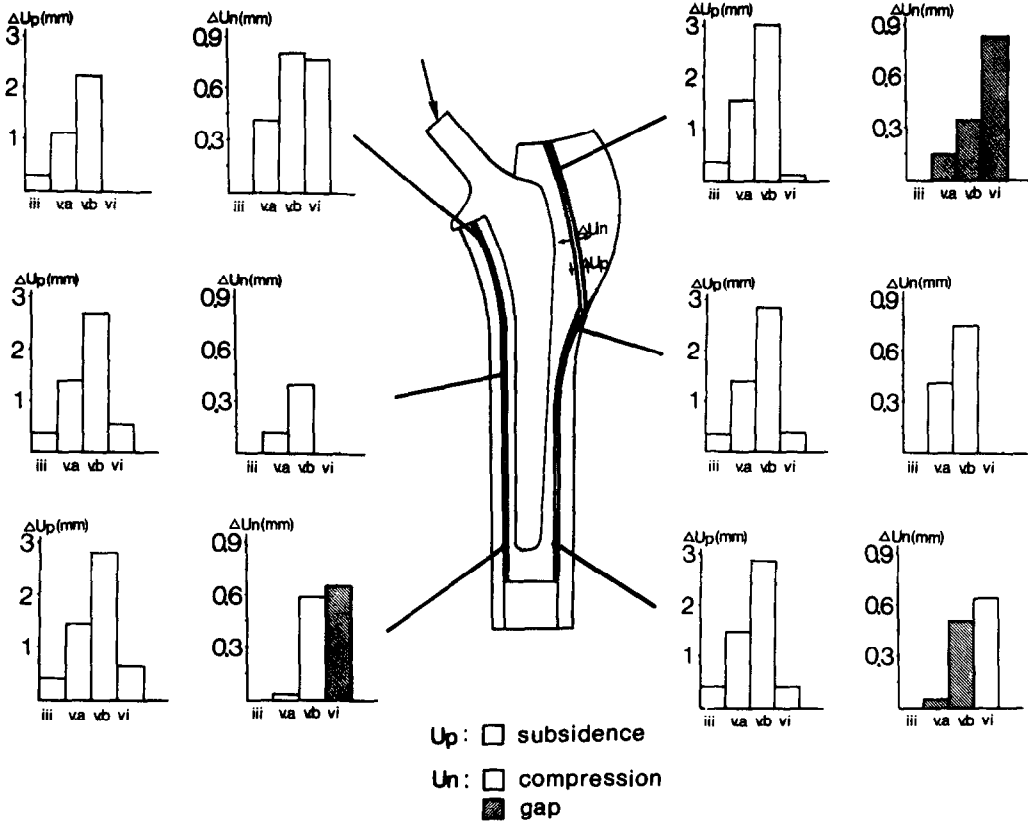 ΔUp(mm)
3
2
1
iii v.a v.b vi
ΔUn(mm)
0.9
0.6
0.3
iii v.a v.b vi
ΔUp(mm)
3
2
1
iii v.a v.b vi
ΔUn(mm)
0.9
0.6
0.3
iii v.a v.b vi
ΔUn
ΔUp
ΔUp(mm)
3
2
1
iii v.a v.b vi
ΔUn(mm)
0.9
0.6
0.3
iii v.a v.b vi
ΔUp(mm)
3
2
1
iii v.a v.b vi
ΔUn(mm)
0.9
0.6
0.3
iii v.a v.b vi
ΔUp(mm)
3
2
1
iii v.a v.b vi
ΔUn(mm)
0.9
0.6
0.3
iii v.a v.b vi
ΔUp(mm)
3
2
1
iii v.a v.b vi
ΔUn(mm)
0.9
0.6
0.3
iii v.a v.b vi
Up: subsidence
Un: compression
gap